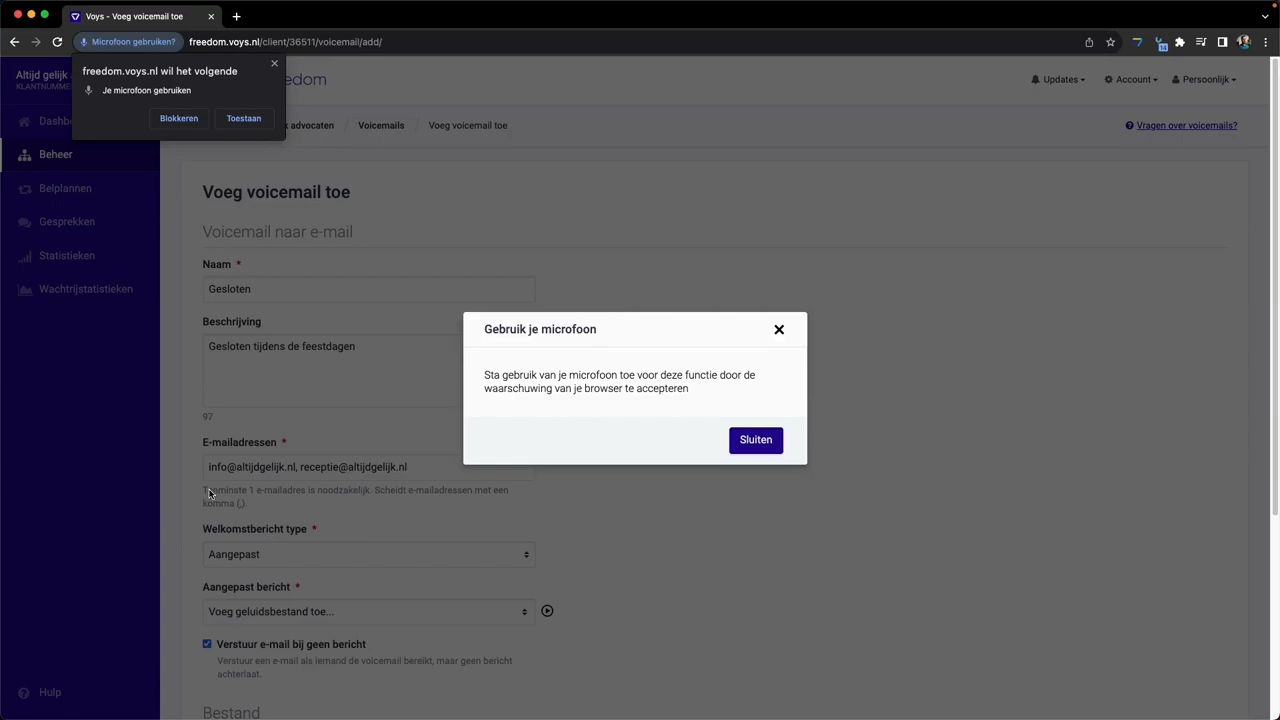 Voys - Voeg voicemail toe
Microfoon gebruiken?
freedom.voys.nl/client/36511/voicemail/add/
14
freedom.voys.nl wil het volgende
Je microfoon gebruiken
Blokkeren
Toestaan
Altijd gelijk
KLANTNUMME
edom
Updates
Account
Persoonlijk
Dashb
Beheer
Belplannen
Gesprekken
Statistieken
Wachtrijstatistieken
Hulp
k advocaten / Voicemails / Voeg voicemail toe
Vragen over voicemails?
Voeg voicemail toe
Voicemail naar e-mail
Naam *
Gesloten
Beschrijving
Gesloten tijdens de feestdagen
97
E-mailadressen *
info@altijdgelijk.nl, receptie@altijdgelijk.nl
Tenminste 1 e-mailadres is noodzakelijk. Scheidt e-mailadressen met een
komma (,).
Welkomstbericht type *
Aangepast
Aangepast bericht *
Voeg geluidsbestand toe...
Verstuur e-mail bij geen bericht
Verstuur een e-mail als iemand de voicemail bereikt, maar geen bericht
achterlaat.
Bestand
Gebruik je microfoon
Sta gebruik van je microfoon toe voor deze functie door de
waarschuwing van je browser te accepteren
Sluiten